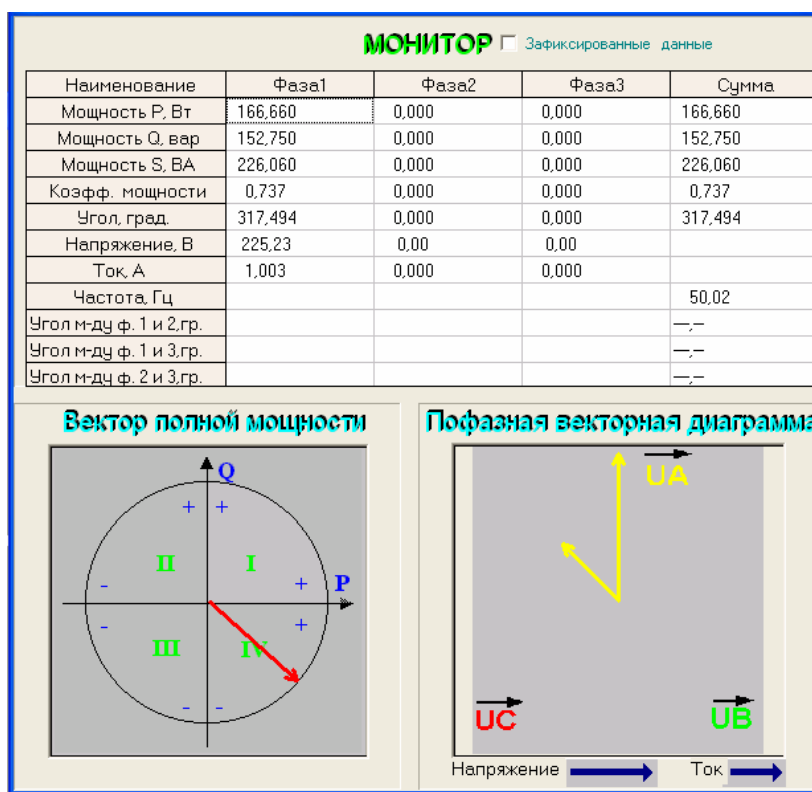 МОНИТОР Зафиксированные данные
Наименование Фаза1 Фаза2 Фаза3 Сумма
Мощность P, Вт 166,660 0,000 0,000 166,660
Мощность Q, вар 152,750 0,000 0,000 152,750
Мощность S, ВА 226,060 0,000 0,000 226,060
Коэфф. мощности 0,737 0,000 0,000 0,737
Угол, град. 317,494 0,000 0,000 317,494
Напряжение, В 225,23 0,00 0,00
Ток, А 1,003 0,000 0,000
Частота, Гц 50,02
Угол м-ду ф. 1 и 2,гр. —,–
Угол м-ду ф. 1 и 3,гр. —,–
Угол м-ду ф. 2 и 3,гр. —,–
Вектор полной мощности
Q
+ +
II I
- + P
- +
III IV
- -
Пофазная векторная диаграмма
UA
UC UB
Напряжение Ток